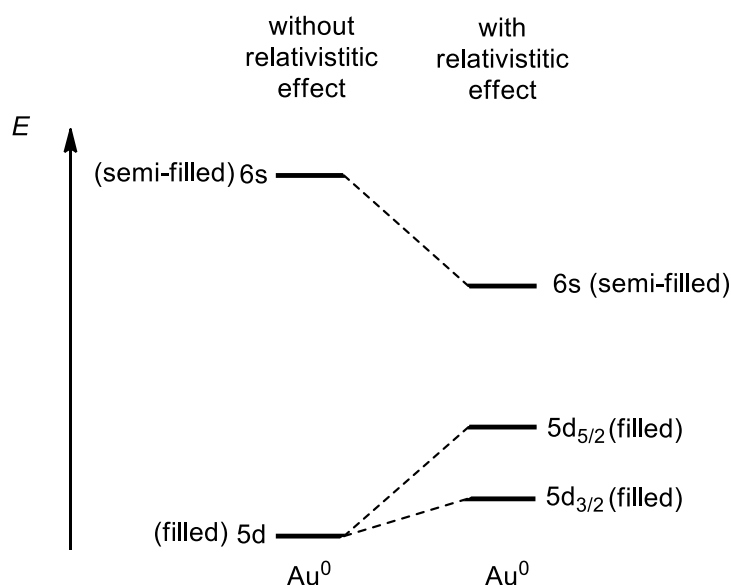 without
relativistitic
effect
with
relativistitic
effect
E
(semi-filled) 6s
6s (semi-filled)
5d5/2 (filled)
5d3/2 (filled)
(filled) 5d
Au0
Au0